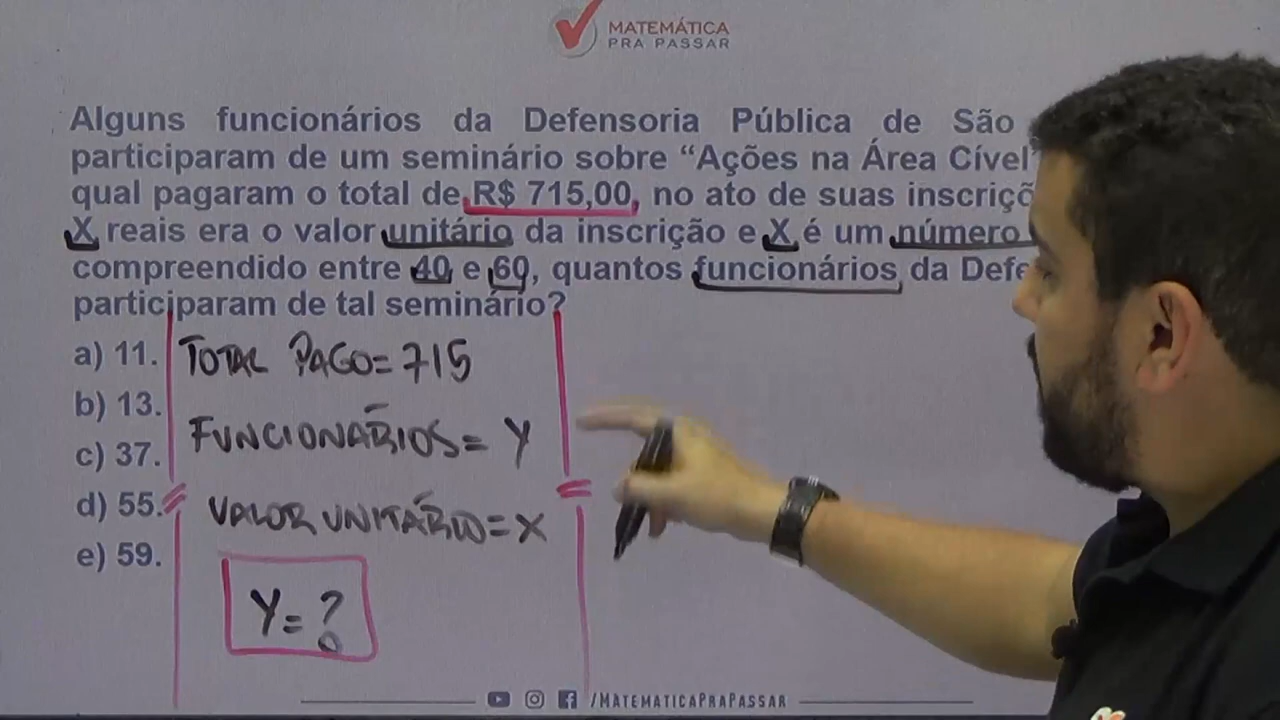 MATEMÁTICA
PRA PASSAR
Alguns funcionários da Defensoria Pública de São
participaram de um seminário sobre “Ações na Área Cível”
qual pagaram o total de R$ 715,00, no ato de suas
X reais era o valor unitário da inscrição e X é um número
compreendido entre 40 e 60, quantos funcionários da
participaram de tal seminário?
a) 11.
b) 13.
c) 37.
d) 55.
e) 59.
TOTAL PAGO = 715
FUNCIONÁRIOS = Y
VALOR UNITÁRIO = X
Y = ?
/MATEMATICAPRAPASSAR